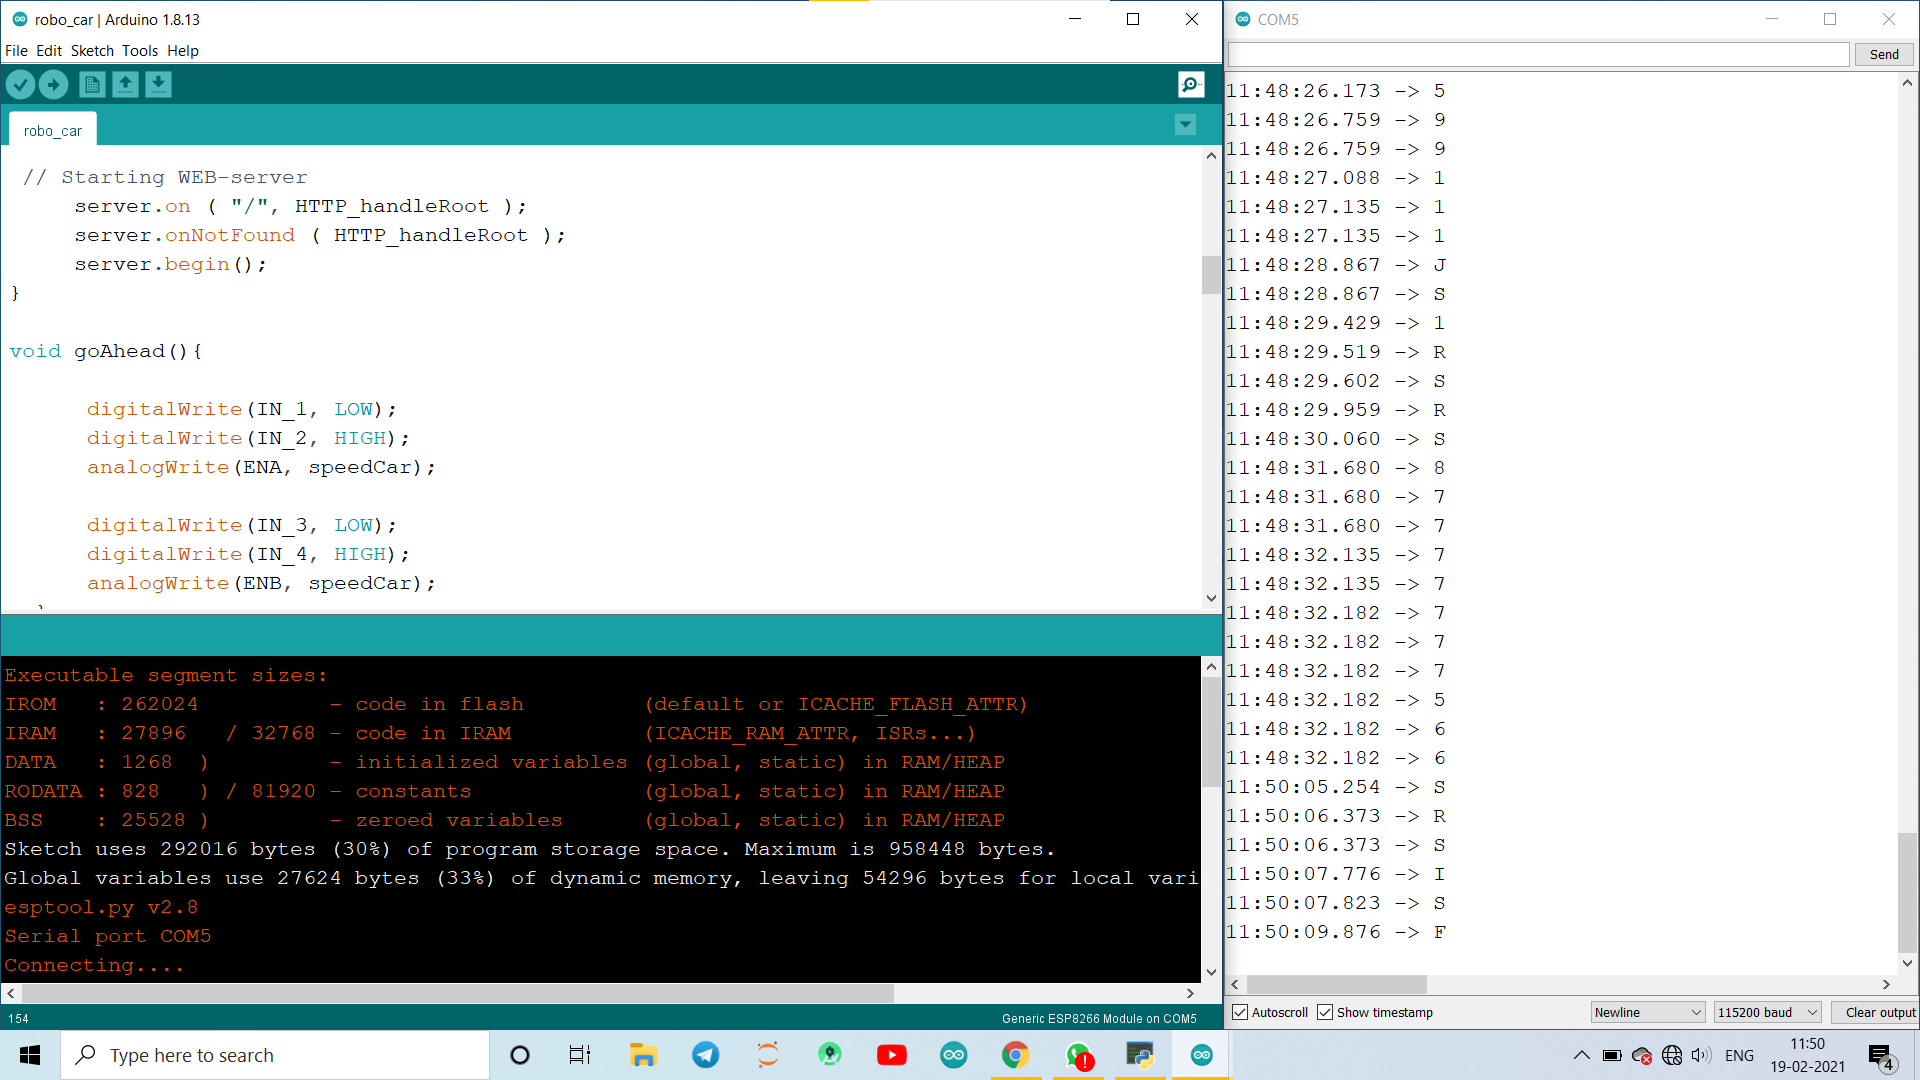 robo_car | Arduino 1.8.13
File Edit Sketch Tools Help
robo_car
// Starting WEB-server
server.on ( "/", HTTP_handleRoot );
server.onNotFound ( HTTP_handleRoot );
server.begin();
}
void goAhead(){
digitalWrite(IN_1, LOW);
digitalWrite(IN_2, HIGH);
analogWrite(ENA, speedCar);
digitalWrite(IN_3, LOW);
digitalWrite(IN_4, HIGH);
analogWrite(ENB, speedCar);
Executable segment sizes:
IROM   : 262024          - code in flash         (default or ICACHE_FLASH_ATTR)
IRAM   : 27896   / 32768 - code in IRAM          (ICACHE_RAM_ATTR, ISRs...)
DATA   : 1268  )         - initialized variables (global, static) in RAM/HEAP
RODATA : 828   ) / 81920 - constants             (global, static) in RAM/HEAP
BSS    : 25528 )         - zeroed variables      (global, static) in RAM/HEAP
Sketch uses 292016 bytes (30%) of program storage space. Maximum is 958448 bytes.
Global variables use 27624 bytes (33%) of dynamic memory, leaving 54296 bytes for local vari
esptool.py v2.8
Serial port COM5
Connecting....
154
Generic ESP8266 Module on COM5
COM5
Send
11:48:26.173 -> 5
11:48:26.759 -> 9
11:48:26.759 -> 9
11:48:27.088 -> 1
11:48:27.135 -> 1
11:48:27.135 -> 1
11:48:28.867 -> J
11:48:28.867 -> S
11:48:29.429 -> 1
11:48:29.519 -> R
11:48:29.602 -> S
11:48:29.959 -> R
11:48:30.060 -> S
11:48:31.680 -> 8
11:48:31.680 -> 7
11:48:31.680 -> 7
11:48:32.135 -> 7
11:48:32.135 -> 7
11:48:32.182 -> 7
11:48:32.182 -> 7
11:48:32.182 -> 7
11:48:32.182 -> 5
11:48:32.182 -> 6
11:48:32.182 -> 6
11:50:05.254 -> S
11:50:06.373 -> R
11:50:06.373 -> S
11:50:07.776 -> I
11:50:07.823 -> S
11:50:09.876 -> F
Autoscroll Show timestamp Newline 115200 baud Clear output
Type here to search
ENG
11:50
19-02-2021
4